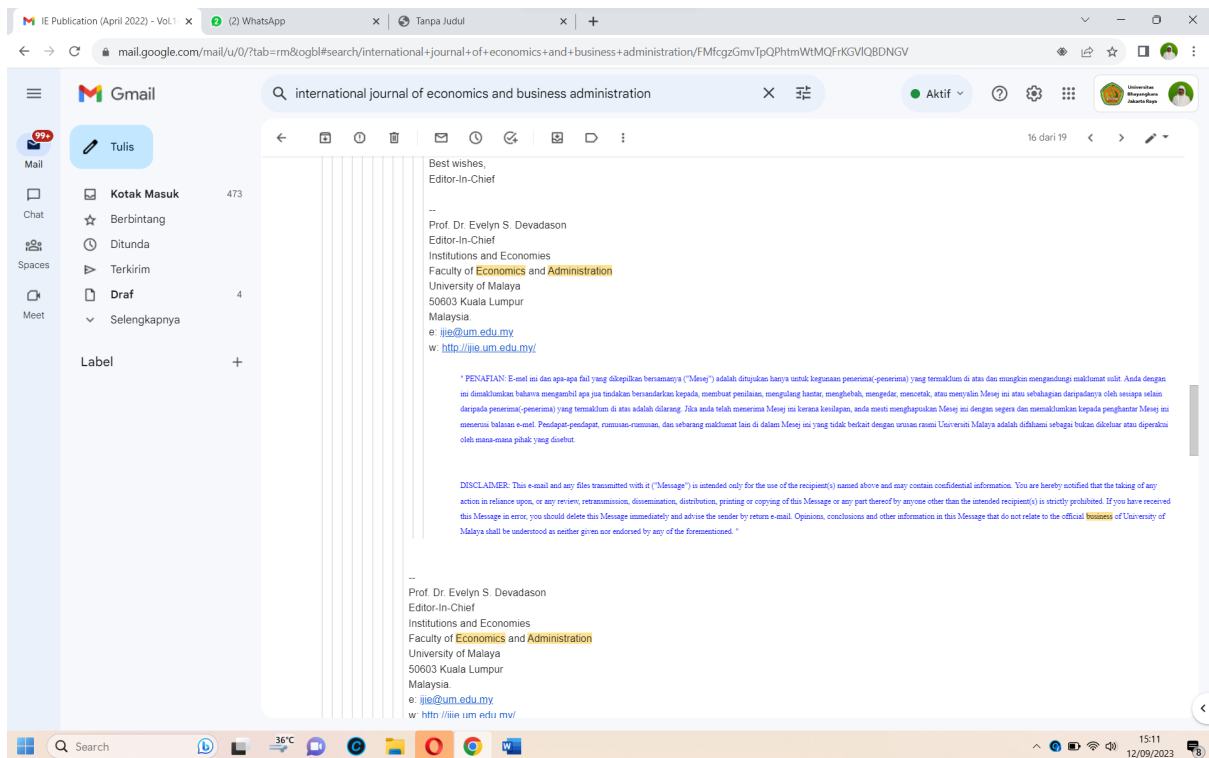 IE Publication (April 2022) - Vol.1
(2) WhatsApp
Berapa Juful
mail.google.com/mail/u/0/?tab=rm&ogbl#search/international+journal+of+economics+and+business+administration/FMfcgzGmvTpQPhtmWtMQFrKGVlQBDNGV
Gmail
international journal of economics and business administration
Aktif
Universitas
Bhayangkara
Jakarta Raya
99+
Mail
Chat
Spaces
Meet
Tulis
Kotak Masuk 473
Berbintang
Ditunda
Terkirim
Draf 4
Selengkapnya
Label
16 dari 19
Best wishes,
Editor-In-Chief
--
Prof. Dr. Evelyn S. Devadason
Editor-In-Chief
Institutions and Economies
Faculty of Economics and Administration
University of Malaya
50603 Kuala Lumpur
Malaysia.
e: ijie@um.edu.my
w: http://ijie.um.edu.my/
" PENAFIAN: E-mel ini dan apa-apa fail yang dikepilkan bersamanya ("Mesej") adalah ditujukan hanya untuk kegunaan penerima(-penerima) yang termaklum di atas dan mungkin mengandungi maklumat sulit. Anda dengan
ini dimaklumkan bahawa mengambil apa jua tindakan bersandarkan kepada, membuat penilaian, mengulang hantar, menghebah, mengedar, mencetak, atau menyalin Mesej ini atau sebahagian daripadanya oleh sesiapa selain
daripada penerima(-penerima) yang termaklum di atas adalah dilarang. Jika anda telah menerima Mesej ini kerana kesilapan, anda mesti menghapuskan Mesej ini dengan segera dan memaklumkan kepada penghantar Mesej ini
menerusi balasan e-mel. Pendapat-pendapat, rumusan-rumusan, dan sebarang maklumat lain di dalam Mesej ini yang tidak berkait dengan urusan rasmi Universiti Malaya adalah difahami sebagai bukan dikeluar atau diperakui
oleh mana-mana pihak yang disebut.
DISCLAIMER: This e-mail and any files transmitted with it ("Message") is intended only for the use of the recipient(s) named above and may contain confidential information. You are hereby notified that the taking of any
action in reliance upon, or any review, retransmission, dissemination, distribution, printing or copying of this Message or any part thereof by anyone other than the intended recipient(s) is strictly prohibited. If you have received
this Message in error, you should delete this Message immediately and advise the sender by return e-mail. Opinions, conclusions and other information in this Message that do not relate to the official business of University of
Malaya shall be understood as neither given nor endorsed by any of the forementioned. "
--
Prof. Dr. Evelyn S. Devadason
Editor-In-Chief
Institutions and Economies
Faculty of Economics and Administration
University of Malaya
50603 Kuala Lumpur
Malaysia.
e: ijie@um.edu.my
w: http://ijie.um.edu.my/
Search
36°C
15:11
12/09/2023
8